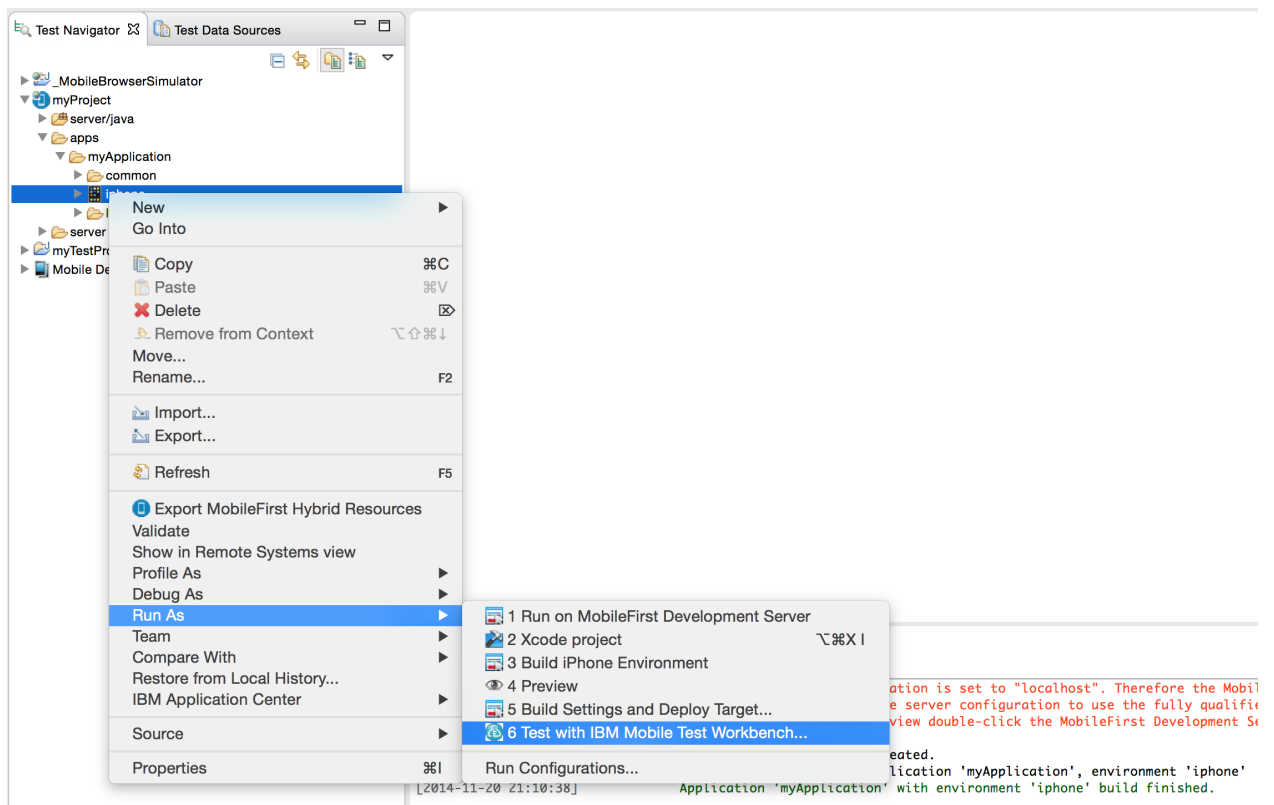 Test Navigator
Test Data Sources
_MobileBrowserSimulator
myProject
server/java
apps
myApplication
common
server
myTestPro
Mobile De
New
Go Into
Copy ⌘C
Paste ⌘V
Delete ⌦
Remove from Context ⌥⇧⌘↓
Move...
Rename... F2
Import...
Export...
Refresh F5
Export MobileFirst Hybrid Resources
Validate
Show in Remote Systems view
Profile As
Debug As
Run As
Team
Compare With
Restore from Local History...
IBM Application Center
Source
Properties ⌘I
1 Run on MobileFirst Development Server
2 Xcode project ⌥⌘X I
3 Build iPhone Environment
4 Preview
5 Build Settings and Deploy Target...
6 Test with IBM Mobile Test Workbench...
Run Configurations...
ation is set to "localhost". Therefore the Mobil
e server configuration to use the fully qualifie
view double-click the MobileFirst Development Se
eated.
lication 'myApplication', environment 'iphone'
[2014-11-20 21:10:38] Application 'myApplication' with environment 'iphone' build finished.